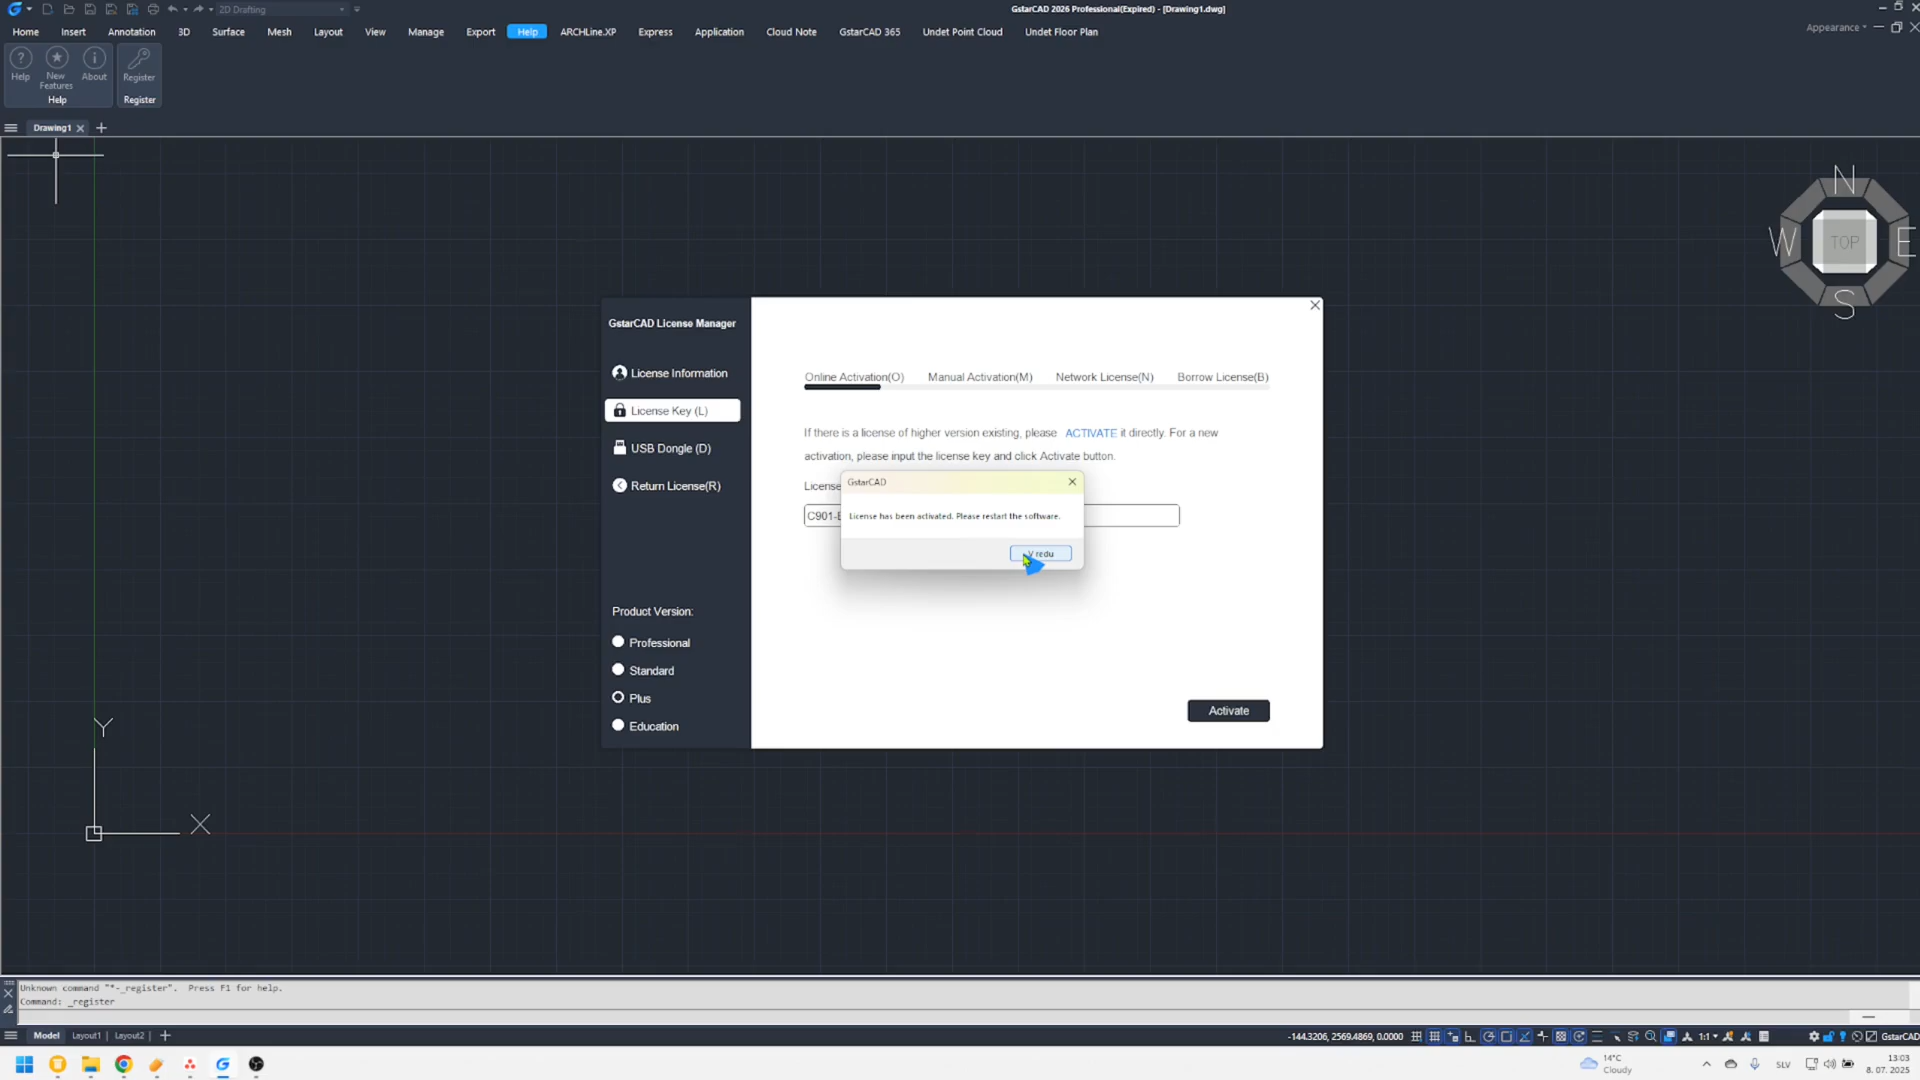 2D Drafting
GstarCAD 2026 Professional(Expired) - [Drawing1.dwg]
Home Insert Annotation 3D Surface Mesh Layout View Manage Export Help ARCHLine.XP Express Application Cloud Note GstarCAD 365 Undet Point Cloud Undet Floor Plan
Appearance
Help
New Features
About
Register
Help
Register
Drawing1
N
W
TOP
E
S
GstarCAD License Manager
License Information
License Key (L)
USB Dongle (D)
Return License(R)
Product Version:
Professional
Standard
Plus
Education
Online Activation(O) Manual Activation(M) Network License(N) Borrow License(B)
If there is a license of higher version existing, please ACTIVATE it directly. For a new
activation, please input the license key and click Activate button.
License
GstarCAD
C901-
License has been activated. Please restart the software.
V redu
Activate
Y
X
Unknown command "*-_register". Press F1 for help.
Command: _register
Model Layout1 Layout2
-144.3206, 2569.4869, 0.0000
1:1
GstarCAD
14°C
Cloudy
SLV
13:03
8. 07. 2025